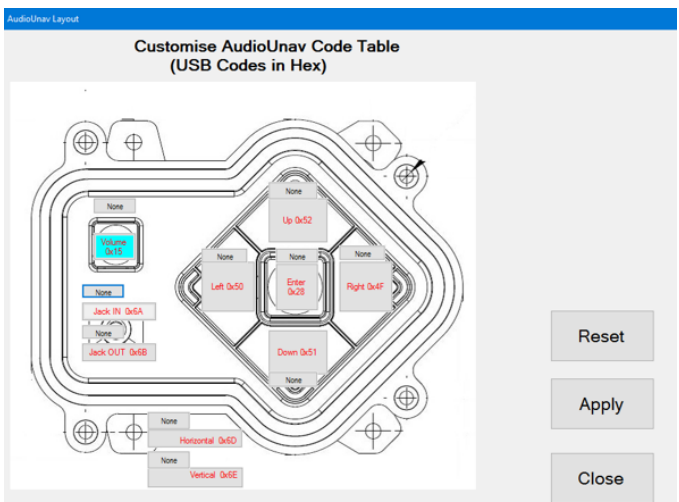 AudioUnav Layout
Customise AudioUnav Code Table
(USB Codes in Hex)
None
Volume
0x15
None
Jack IN 0x6A
None
Jack OUT 0x6B
None
Up 0x52
None
Left 0x50
None
Enter
0x28
None
Right 0x4F
Down 0x51
None
None
Horizontal 0x6D
None
Vertical 0x6E
Reset
Apply
Close